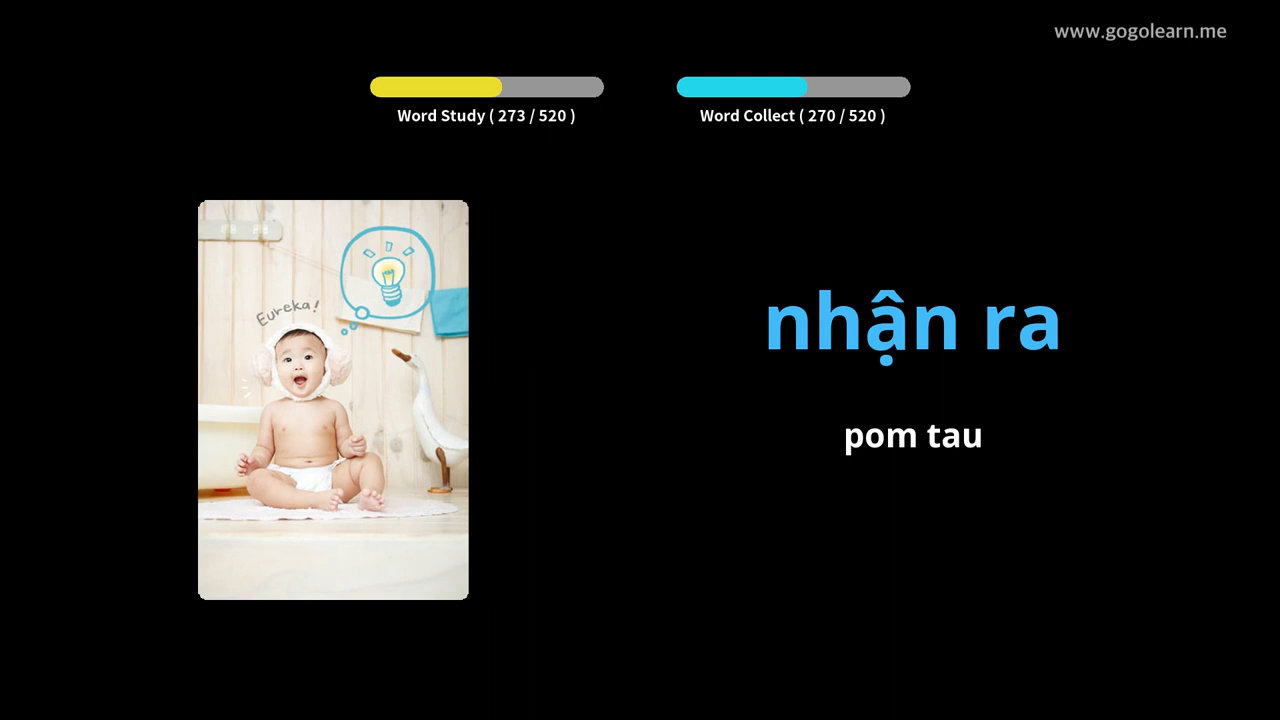 www.gogolearn.me
Word Study ( 273 / 520 )
Word Collect ( 270 / 520 )
Eureka!
nhận ra
pom tau